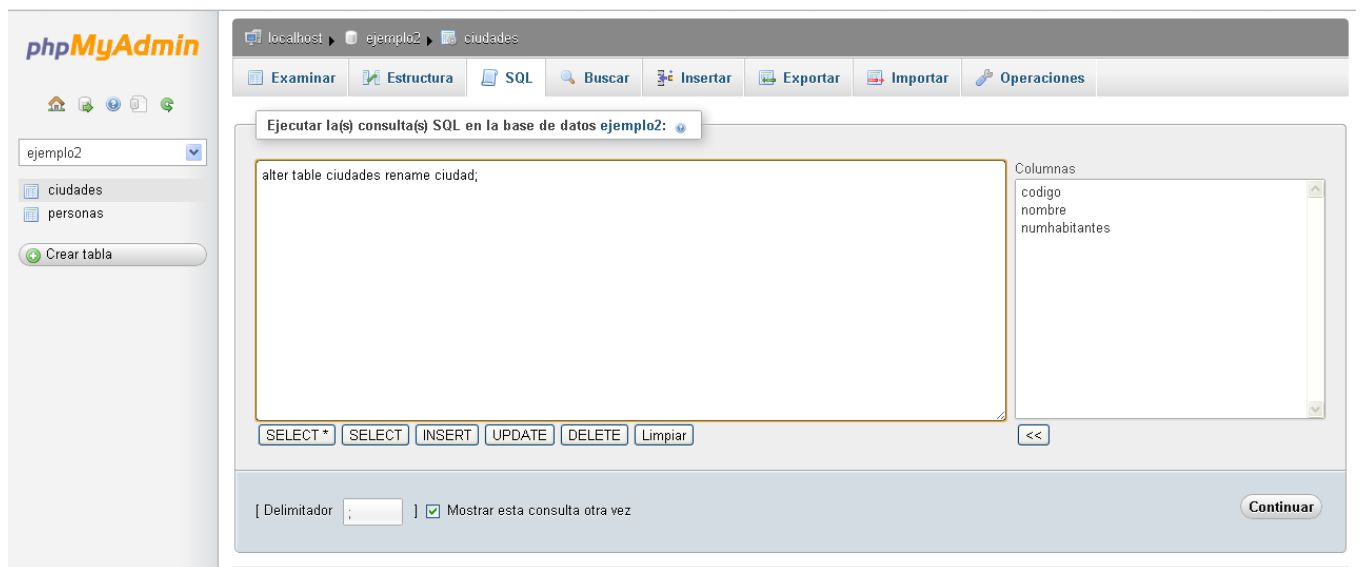 phpMyAdmin
ejemplo2
ciudades
personas
Crear tabla
localhost ▸ ejemplo2 ▸ ciudades
Examinar Estructura SQL Buscar Insertar Exportar Importar Operaciones
Ejecutar la(s) consulta(s) SQL en la base de datos ejemplo2:
alter table ciudades rename ciudad;
Columnas
codigo
nombre
numhabitantes
SELECT * SELECT INSERT UPDATE DELETE Limpiar <<
[ Delimitador ; ] Mostrar esta consulta otra vez
Continuar